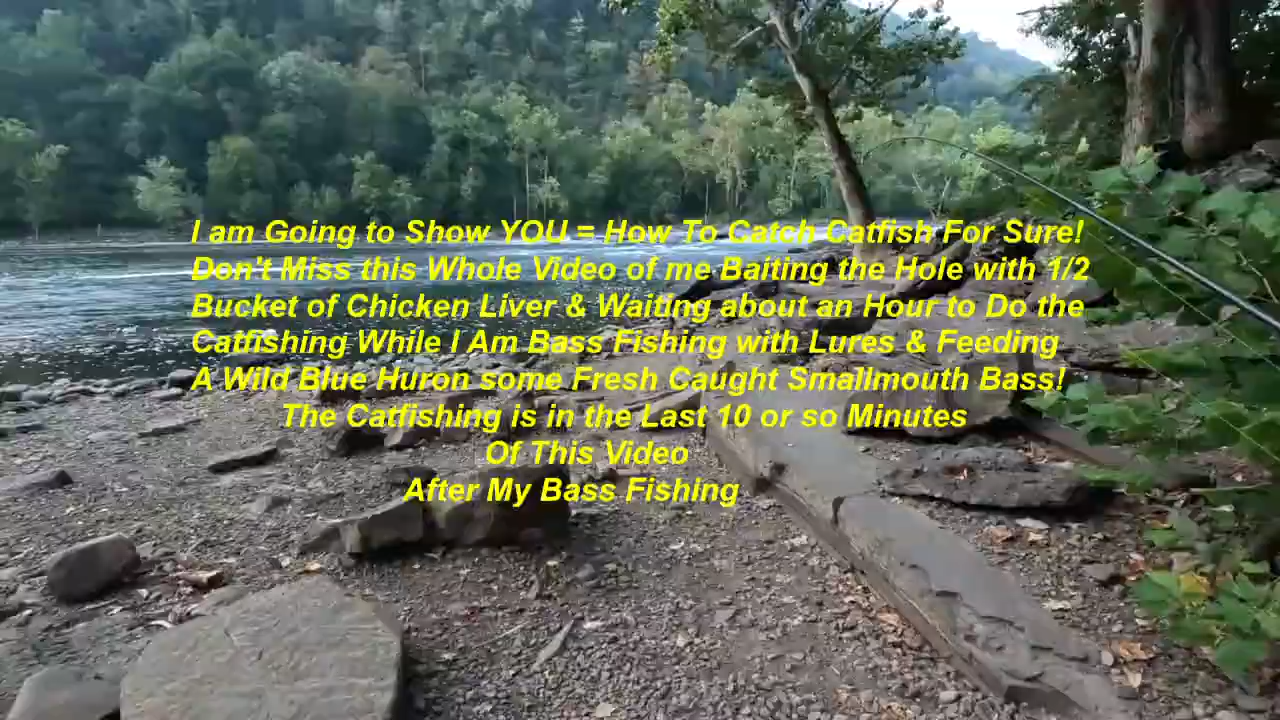 I am Going to Show YOU = How To Catch Catfish For Sure!
Don't Miss this Whole Video of me Baiting the Hole with 1/2
Bucket of Chicken Liver & Waiting about an Hour to Do the
Catfishing While I Am Bass Fishing with Lures & Feeding
A Wild Blue Huron some Fresh Caught Smallmouth Bass!
The Catfishing is in the Last 10 or so Minutes
Of This Video
After My Bass Fishing